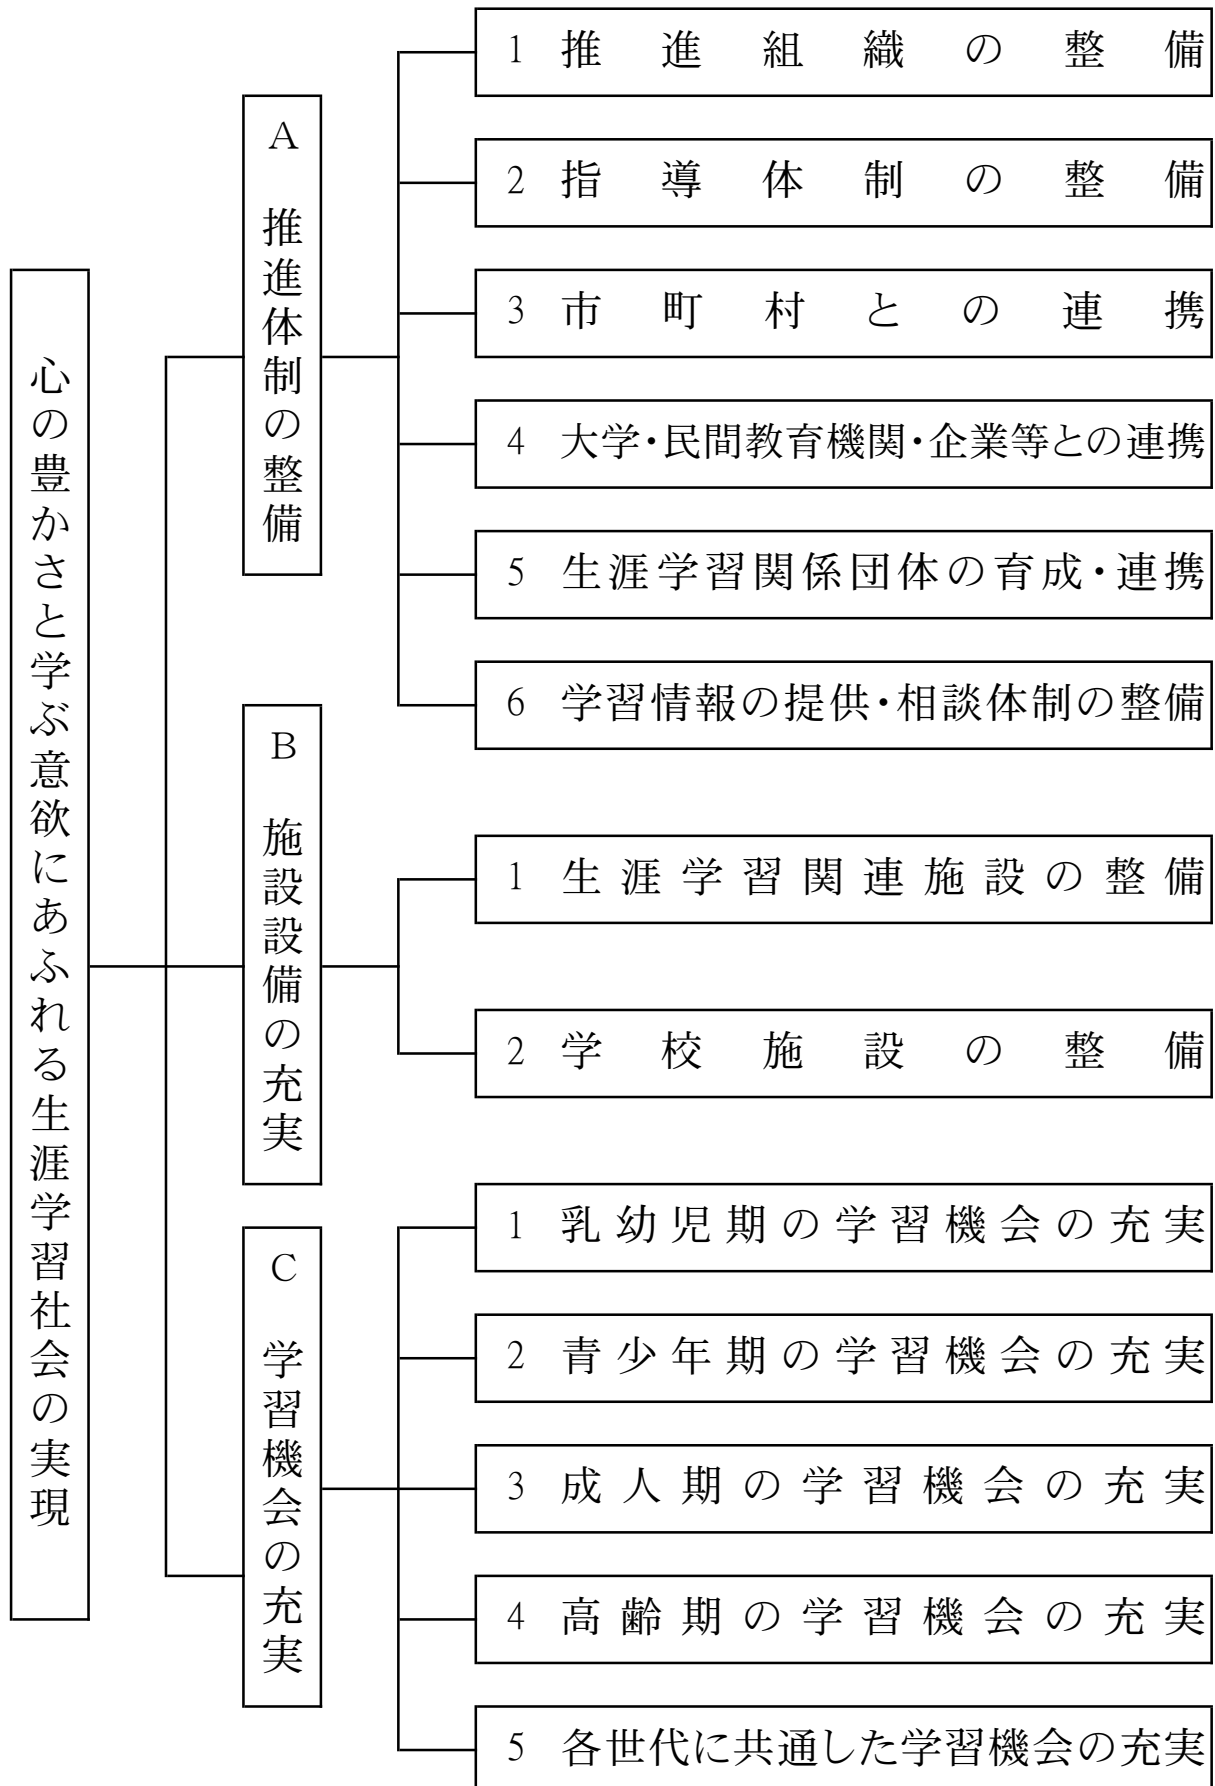 心の豊かさと学ぶ意欲にあふれる生涯学習社会の実現
A 推進体制の整備
1 推進組織の整備
2 指導体制の整備
3 市町村との連携
4 大学・民間教育機関・企業等との連携
5 生涯学習関係団体の育成・連携
6 学習情報の提供・相談体制の整備
B 施設設備の充実
1 生涯学習関連施設の整備
2 学校施設の整備
C 学習機会の充実
1 乳幼児期の学習機会の充実
2 青少年期の学習機会の充実
3 成人期の学習機会の充実
4 高齢期の学習機会の充実
5 各世代に共通した学習機会の充実